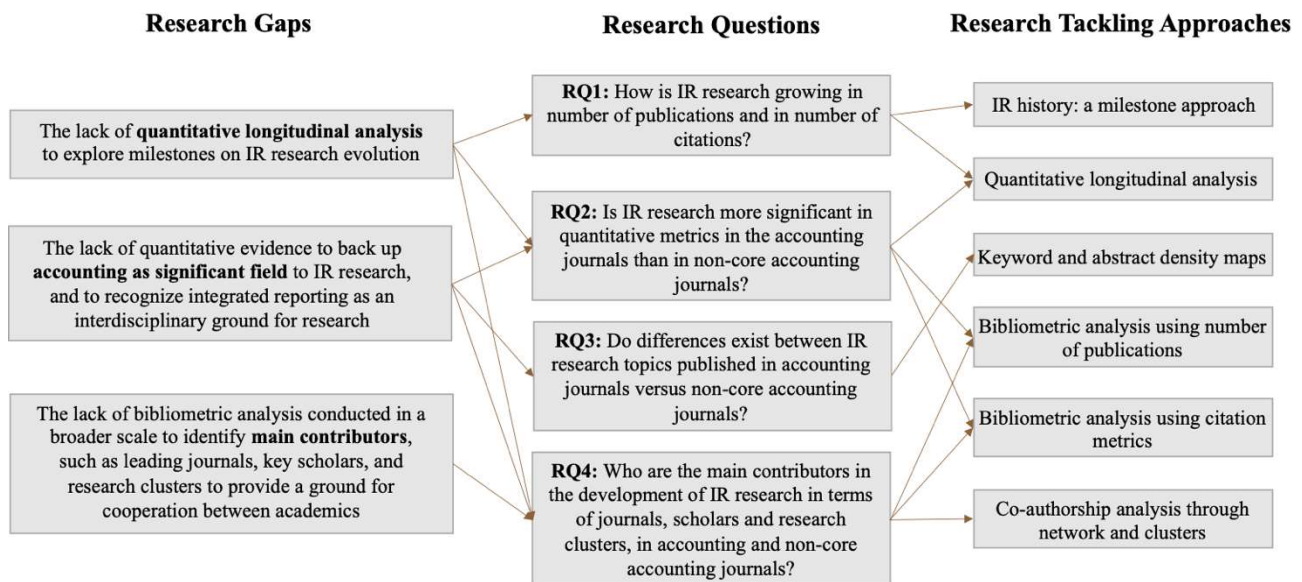 Research Gaps
Research Questions
Research Tackling Approaches
The lack of quantitative longitudinal analysis
to explore milestones on IR research evolution
The lack of quantitative evidence to back up
accounting as significant field to IR research,
and to recognize integrated reporting as an
interdisciplinary ground for research
The lack of bibliometric analysis conducted in a
broader scale to identify main contributors,
such as leading journals, key scholars, and
research clusters to provide a ground for
cooperation between academics
RQ1: How is IR research growing in
number of publications and in number of
citations?
RQ2: Is IR research more significant in
quantitative metrics in the accounting
journals than in non-core accounting
journals?
RQ3: Do differences exist between IR
research topics published in accounting
journals versus non-core accounting
journals?
RQ4: Who are the main contributors in
the development of IR research in terms
of journals, scholars and research
clusters, in accounting and non-core
accounting journals?
IR history: a milestone approach
Quantitative longitudinal analysis
Keyword and abstract density maps
Bibliometric analysis using number
of publications
Bibliometric analysis using citation
metrics
Co-authorship analysis through
network and clusters